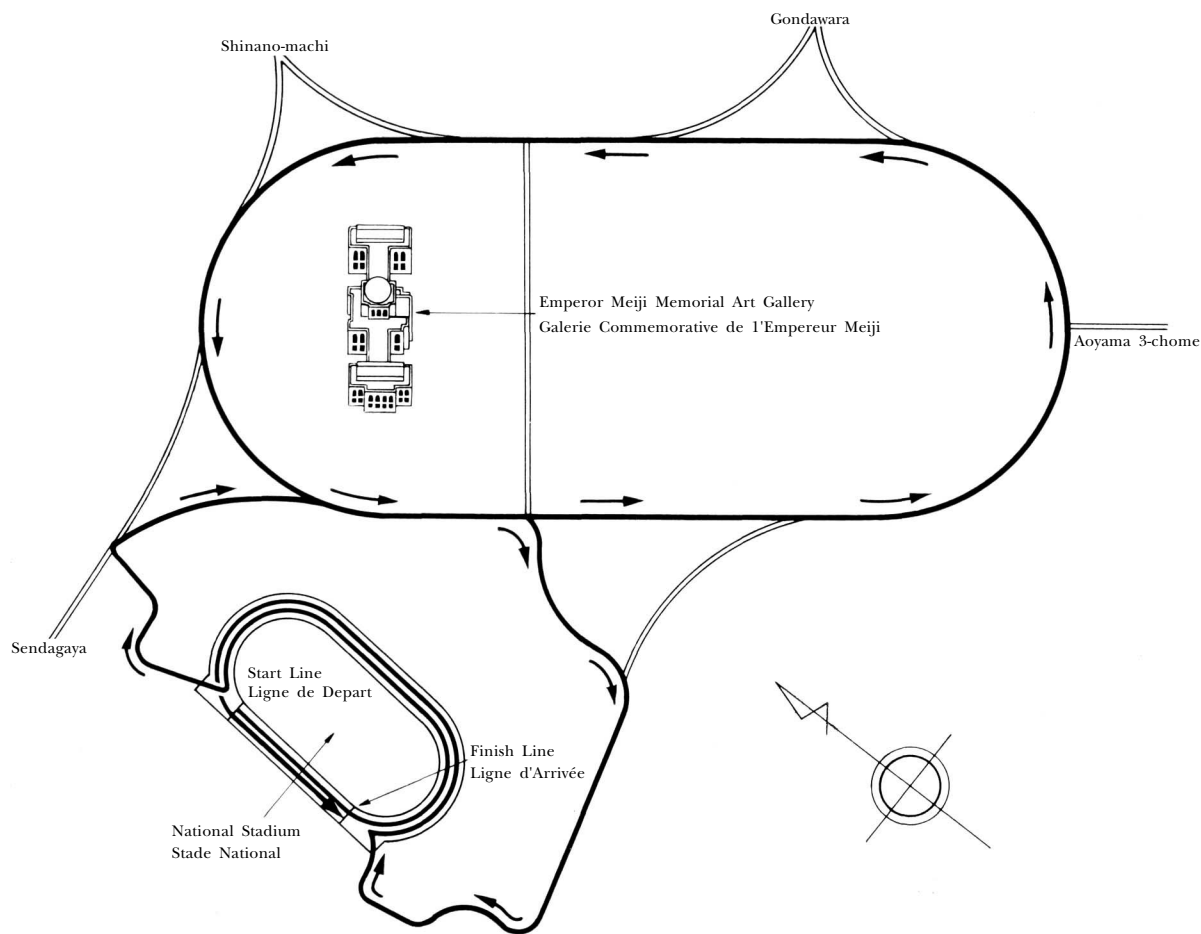 Gondawara
Shinano-machi
Emperor Meiji Memorial Art Gallery
Galerie Commemorative de l'Empereur Meiji
Aoyama 3-chome
Sendagaya
Start Line
Ligne de Depart
Finish Line
Ligne d'Arrivée
National Stadium
Stade National